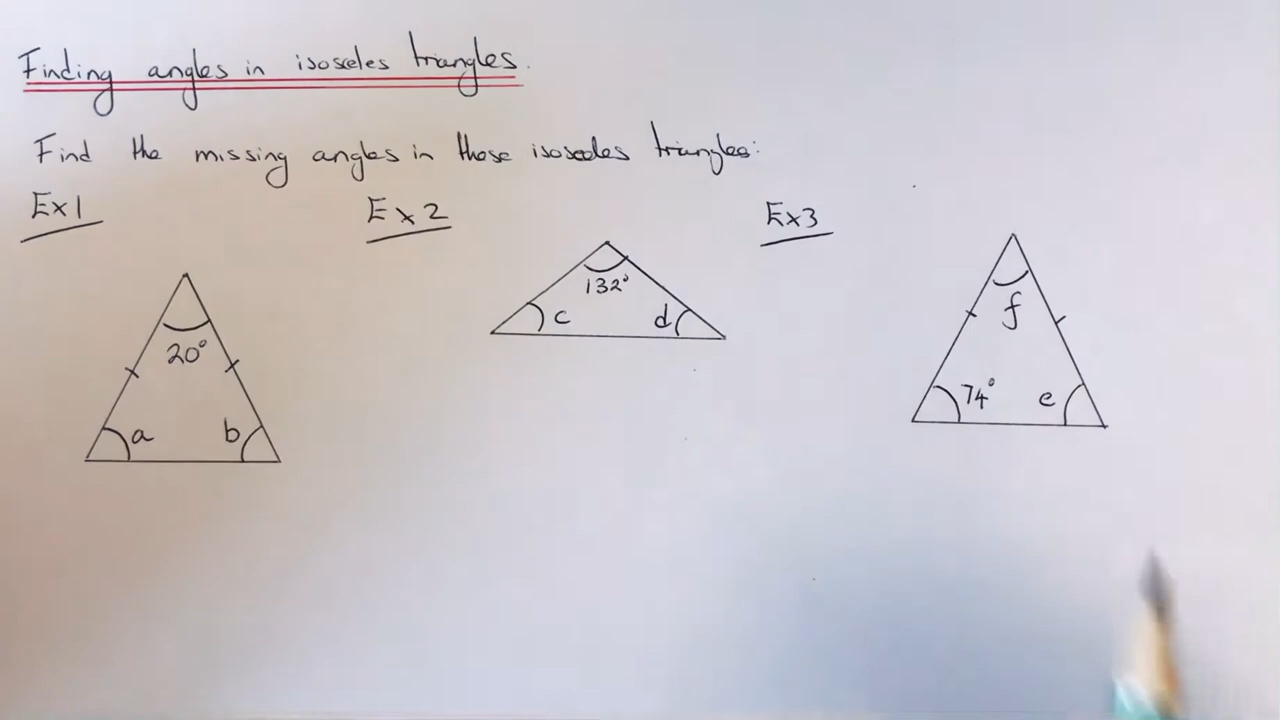 Finding angles in isosceles triangles.
Find the missing angles in these isosceles triangles:
Ex1
Ex2
Ex3
20°
a
b
132°
c
d
f
74°
e